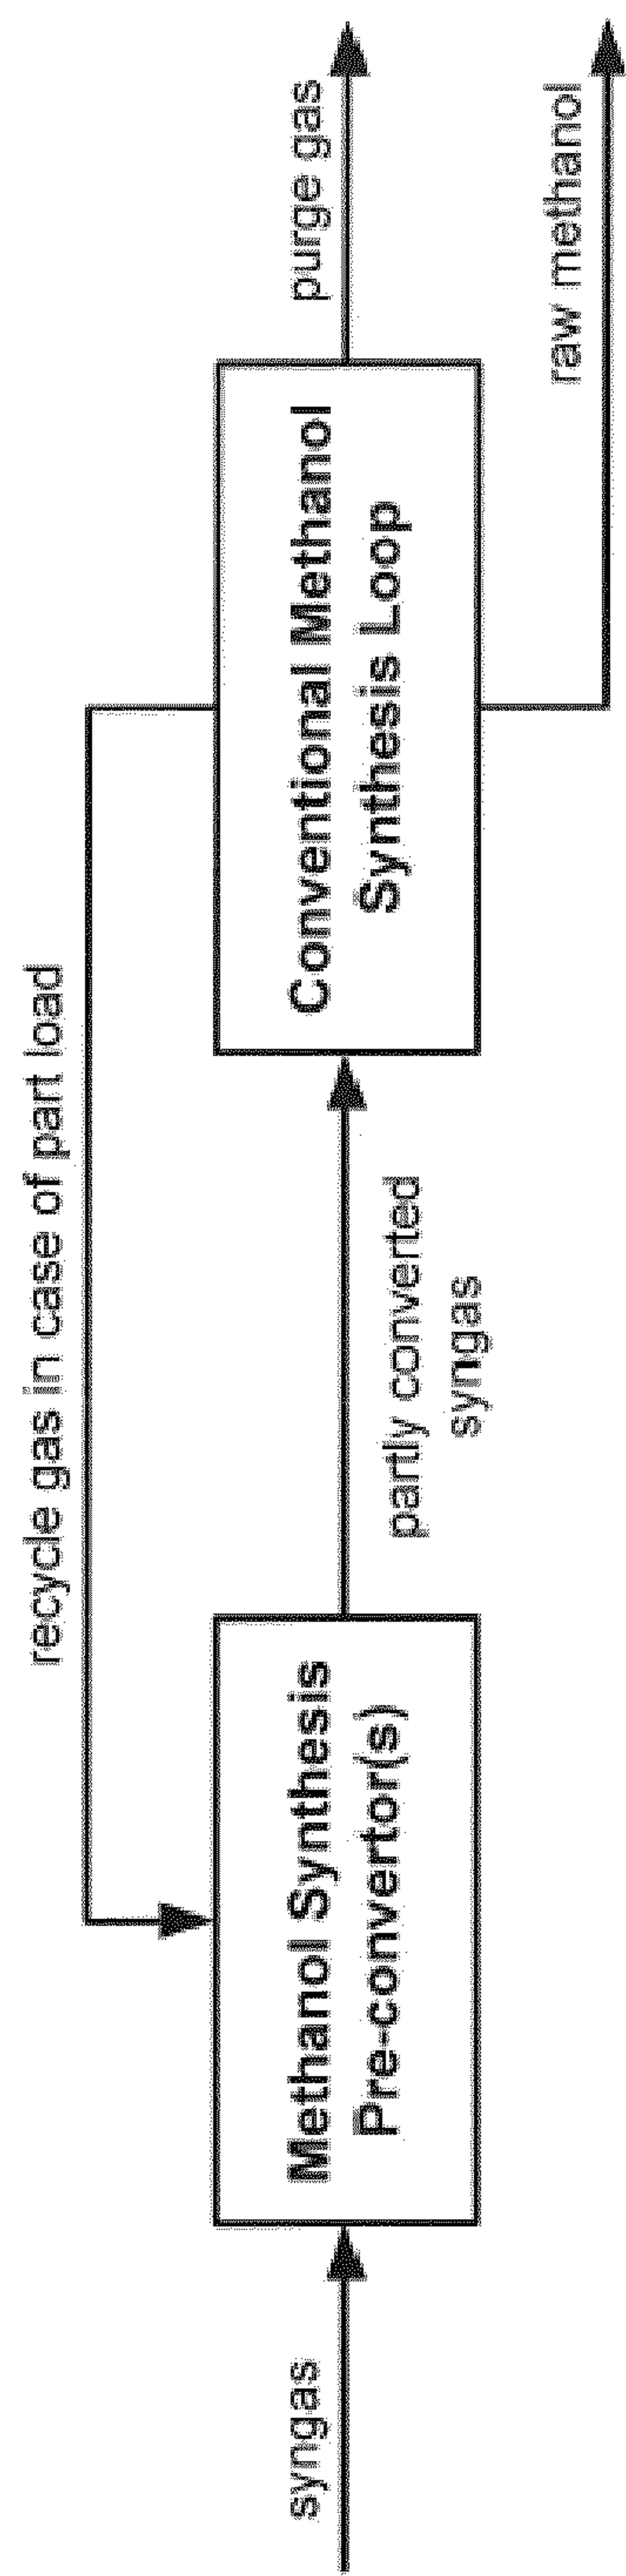 recycle gas in case of part load
syngas
Methanol Synthesis
Pre-convertor(s)
partly converted
syngas
Conventional Methanol
Synthesis Loop
purge gas
raw methanol